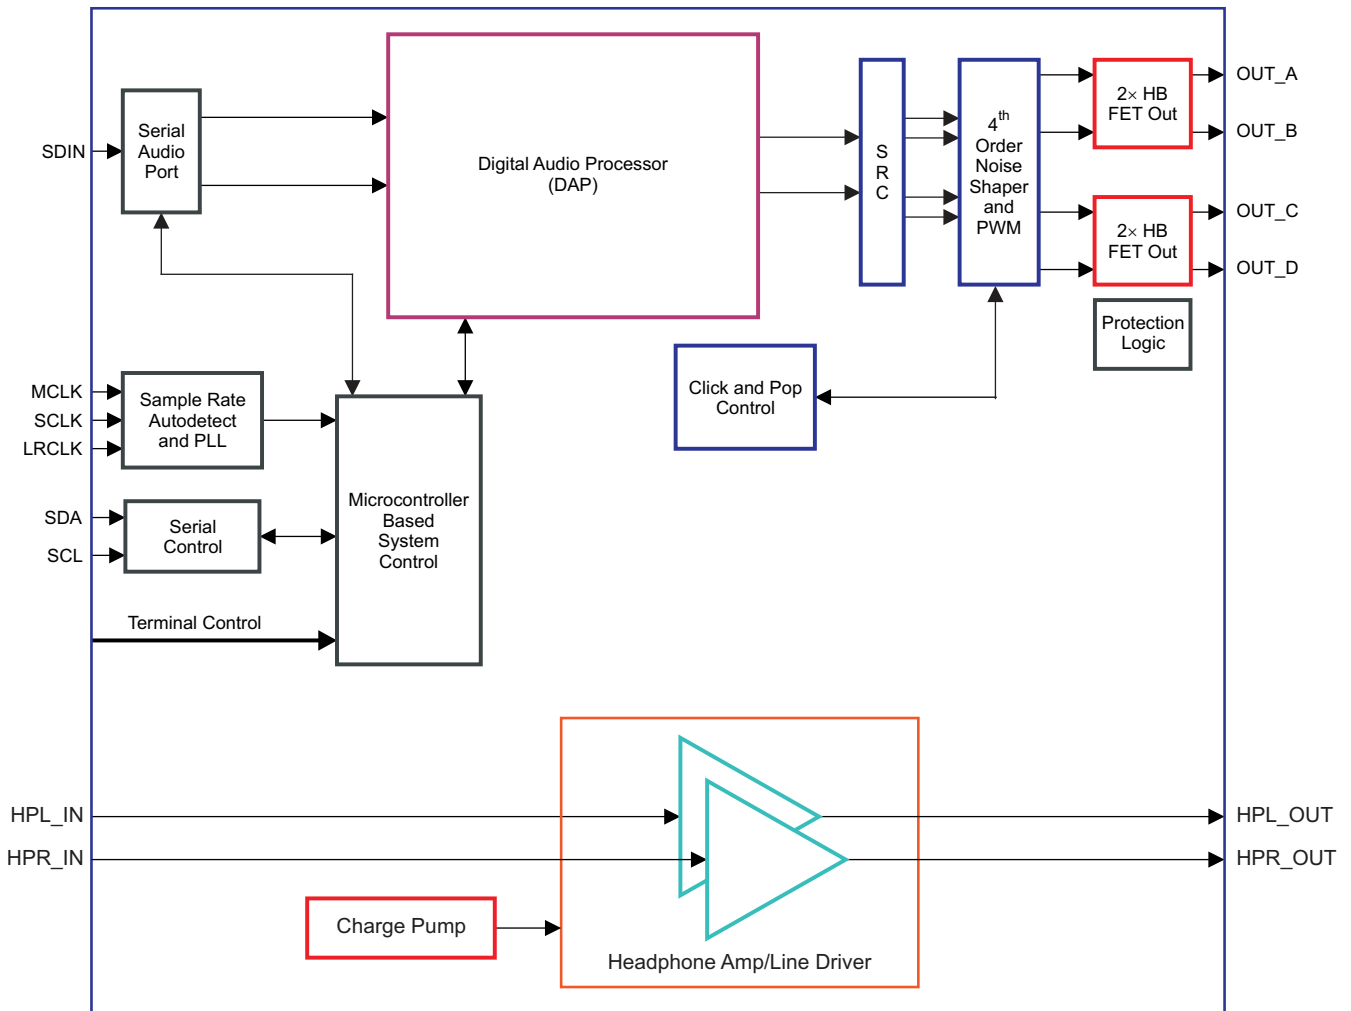 SDIN
Serial
Audio
Port
Digital Audio Processor
(DAP)
S
R
C
4th
Order
Noise
Shaper
and
PWM
2× HB
FET Out
OUT_A
OUT_B
2× HB
FET Out
OUT_C
OUT_D
Protection
Logic
Click and Pop
Control
MCLK
SCLK
LRCLK
Sample Rate
Autodetect
and PLL
SDA
SCL
Serial
Control
Microcontroller
Based
System
Control
Terminal Control
HPL_IN
HPR_IN
HPL_OUT
HPR_OUT
Charge Pump
Headphone Amp/Line Driver